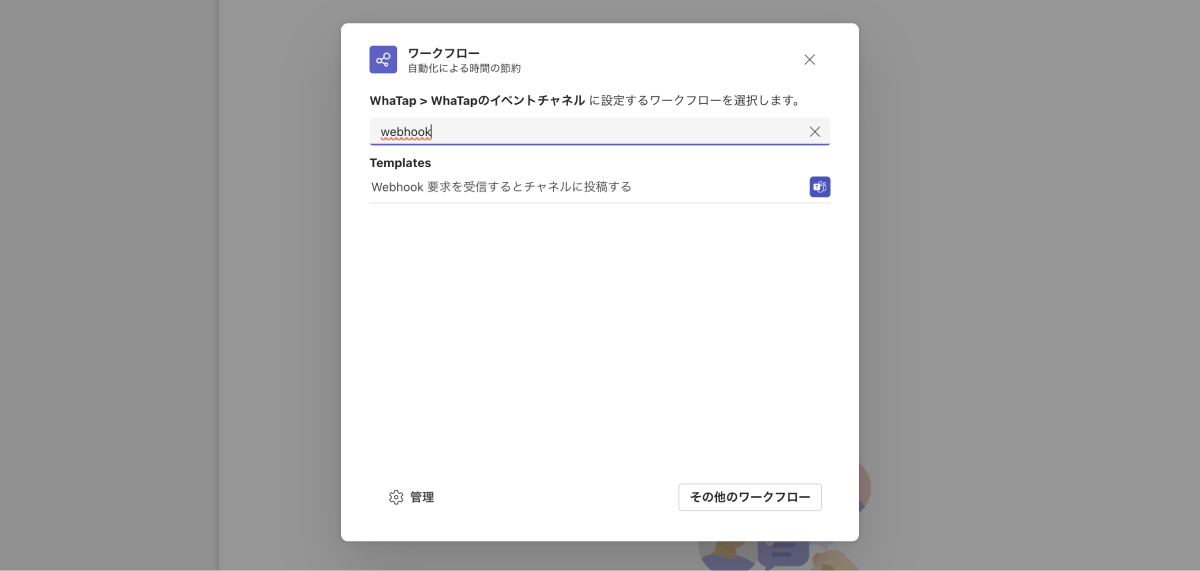 ワークフロー
自動化による時間の節約
WhaTap > WhaTapのイベントチャネル に設定するワークフローを選択します。
webhook
Templates
Webhook 要求を受信するとチャネルに投稿する
管理
その他のワークフロー